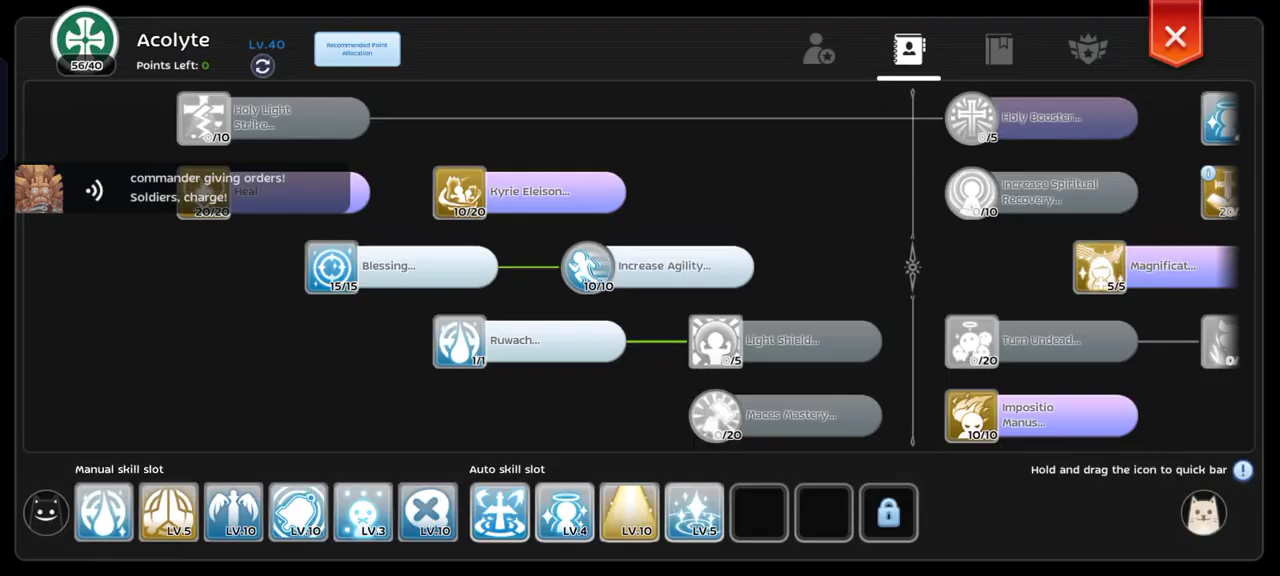 Acolyte
Lv.40
Recommended Point
Allocation
56/40
Points Left: 0
Holy Light
Strike...
0/10
Holy Booster...
0/5
commander giving orders!
Soldiers, charge!
Heal
20/20
Kyrie Eleison...
10/20
Increase Spiritual
Recovery...
0/10
Blessing...
15/15
Increase Agility...
10/10
Magnificat...
5/5
Ruwach...
1/1
Light Shield...
0/5
Turn Undead...
0/20
Maces Mastery...
0/20
Impositio
Manus...
10/10
Manual skill slot
Auto skill slot
Hold and drag the icon to quick bar
LV.5
LV.10
LV.10
LV.3
LV.10
LV.4
LV.10
LV.5